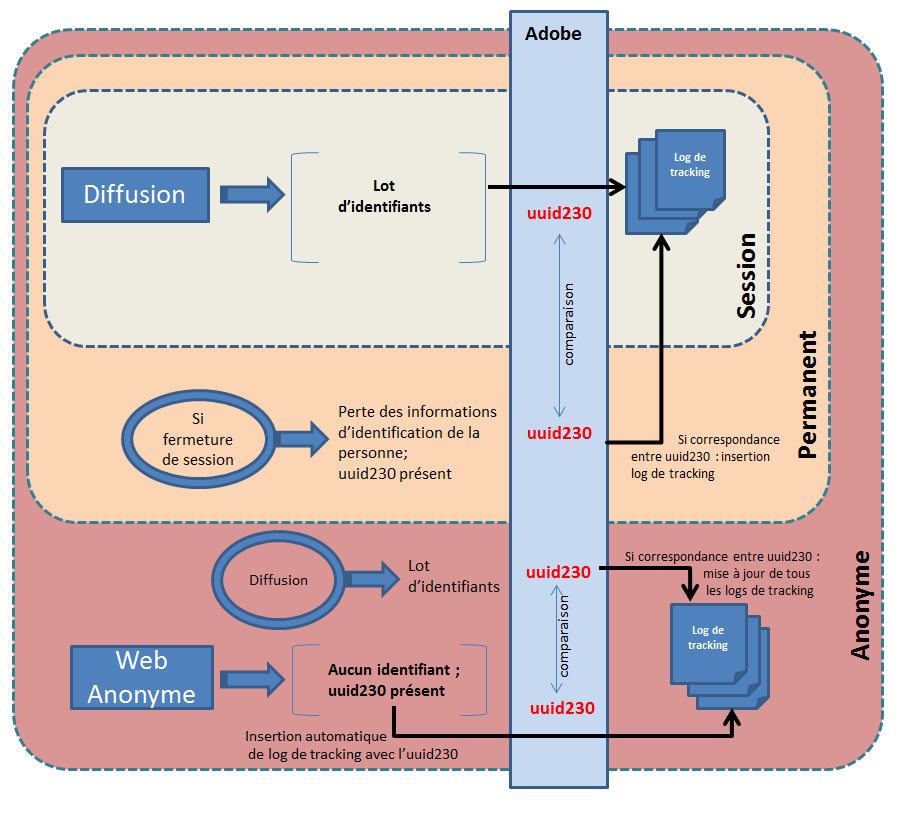 Adobe
Diffusion
Lot
d'identifiants
Log de
tracking
uuid230
comparaison
Session
uuid230
Si
fermeture
de session
Perte des informations
d'identification de la
personne;
uuid230 présent
Si correspondance
entre uuid230 : insertion
log de tracking
Permanent
Diffusion
Lot
d'identifiants
uuid230
comparaison
uuid230
Si correspondance entre uuid230 :
mise à jour de tous
les logs de tracking
Log de
tracking
Anonyme
Web
Anonyme
Aucun identifiant ;
uuid230 présent
Insertion automatique
de log de tracking avec l'uuid230